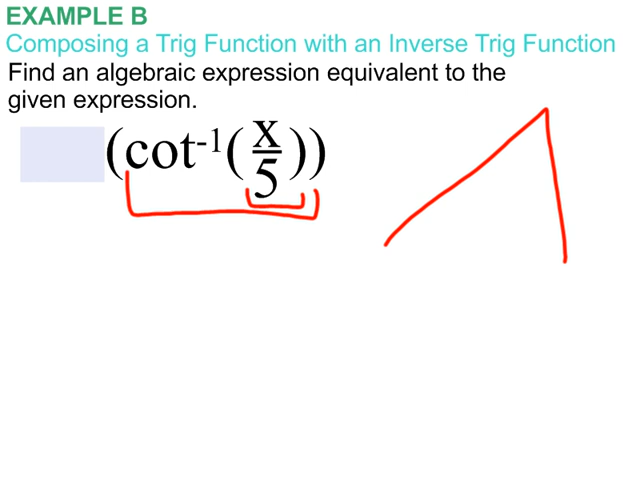 EXAMPLE B
Composing a Trig Function with an Inverse Trig Function
Find an algebraic expression equivalent to the
given expression.
(cot⁻¹(x/5))